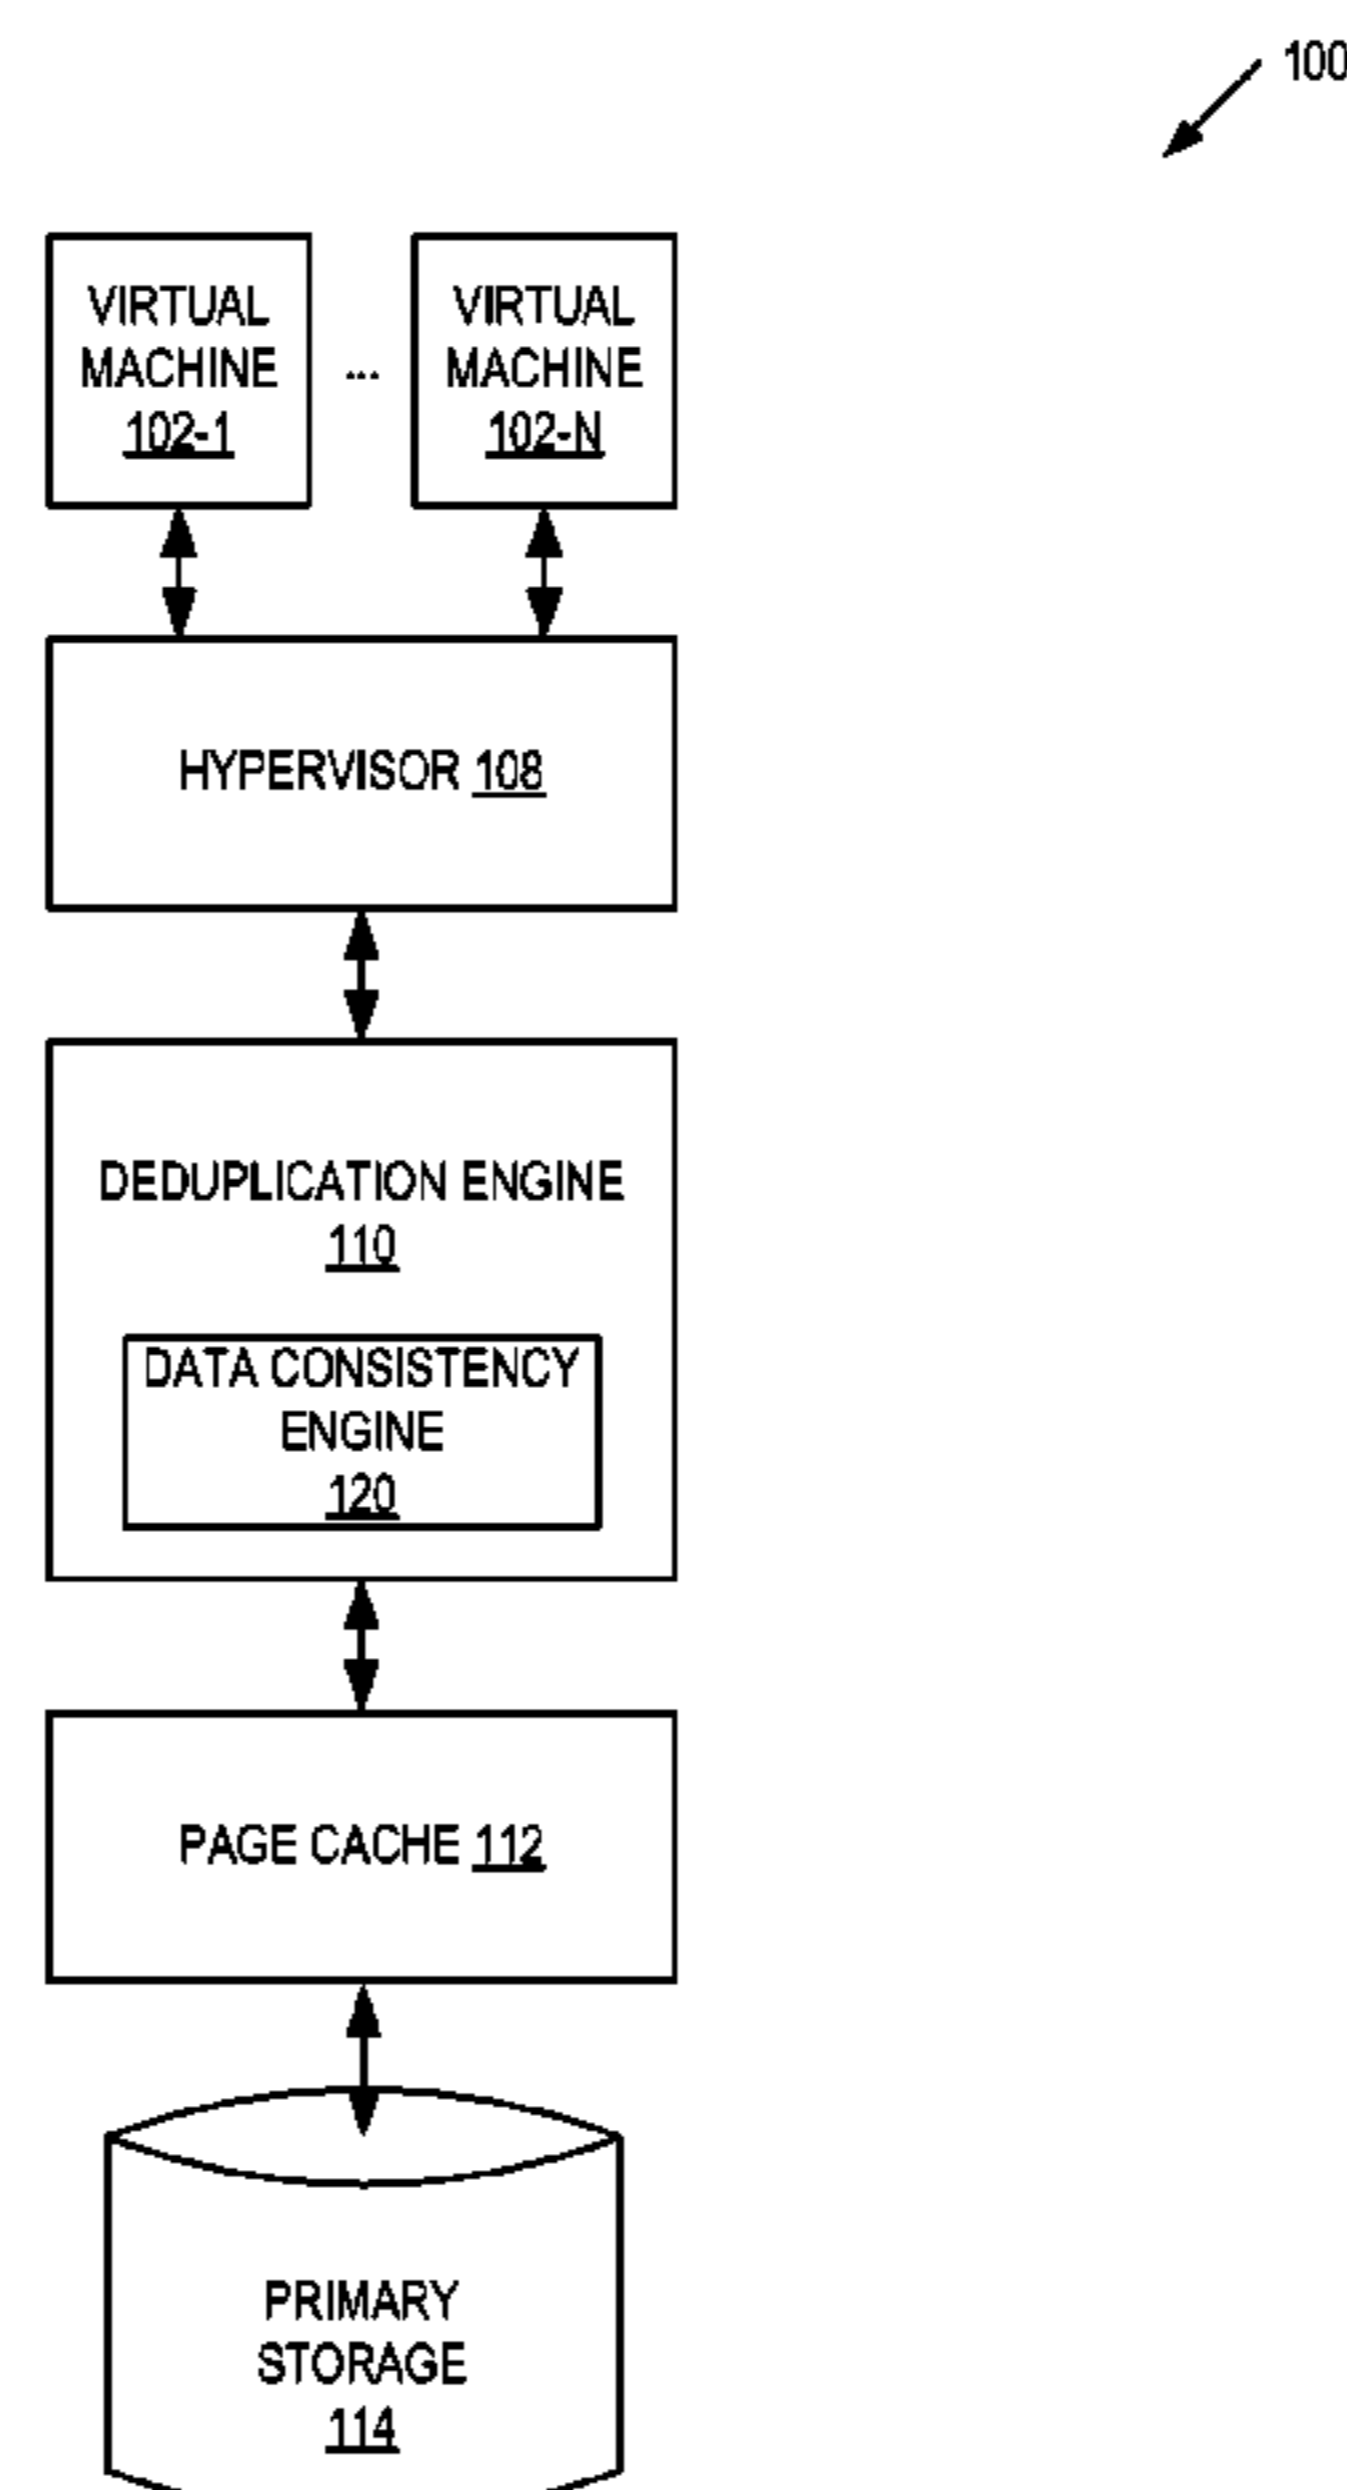 100
VIRTUAL
MACHINE
102-1
...
VIRTUAL
MACHINE
102-N
HYPERVISOR 108
DEDUPLICATION ENGINE
110
DATA CONSISTENCY
ENGINE
120
PAGE CACHE 112
PRIMARY
STORAGE
114